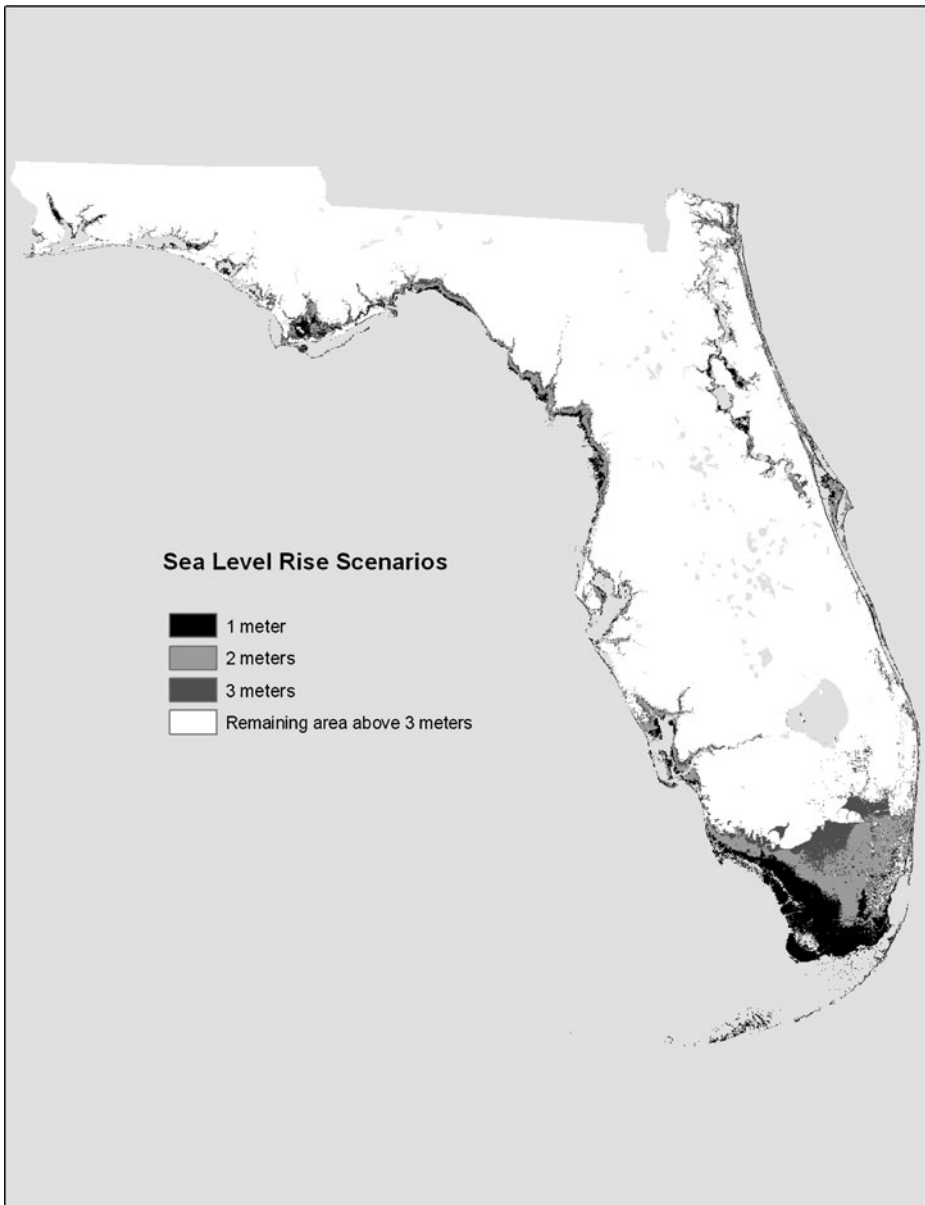 Sea Level Rise Scenarios
1 meter
2 meters
3 meters
Remaining area above 3 meters